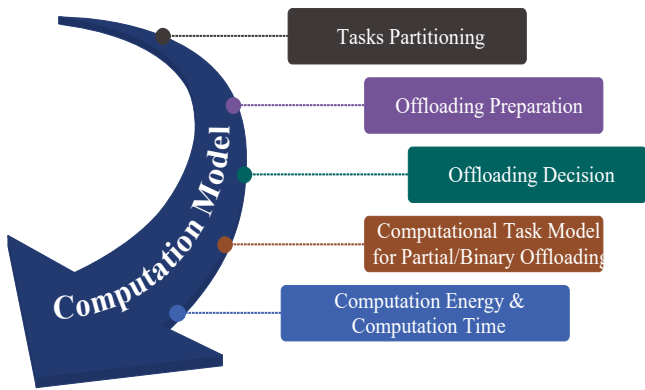 Tasks Partitioning
Offloading Preparation
Offloading Decision
Computational Task Model
for Partial/Binary Offloading
Computation Energy &
Computation Time
Computation Model